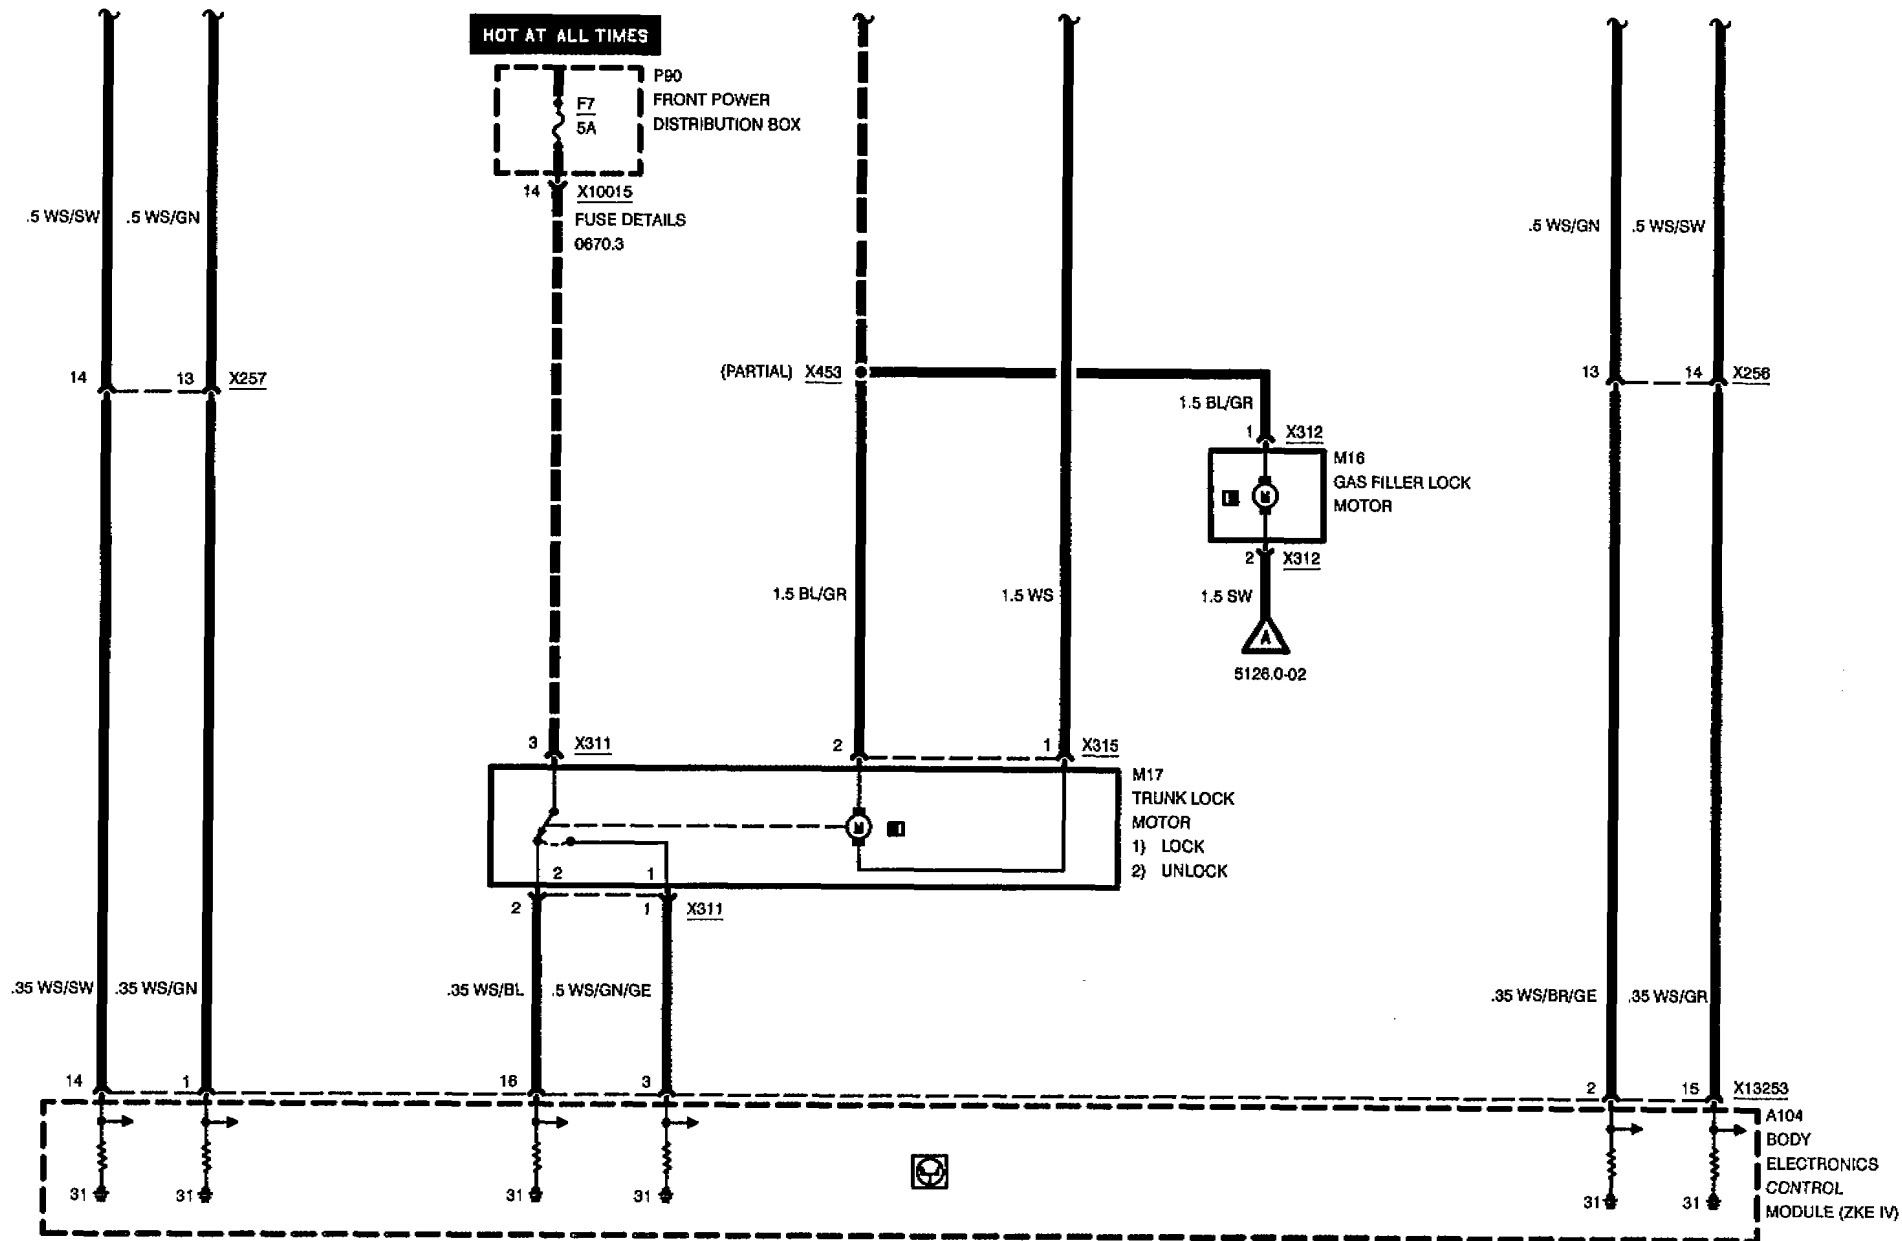 HOT AT ALL TIMES
P90
FRONT POWER
DISTRIBUTION BOX
F7
5A
14 X10015
FUSE DETAILS
0670.3
.5 WS/SW .5 WS/GN
.5 WS/GN .5 WS/SW
14 13 X257
(PARTIAL) X453
13 14 X256
1.5 BL/GR
1 X312
M16
GAS FILLER LOCK
MOTOR
M
2 X312
1.5 BL/GR
1.5 WS
1.5 SW
A
5126.0-02
3 X311
2 1 X315
M17
TRUNK LOCK
MOTOR
1) LOCK
2) UNLOCK
M
2 1
2 1 X311
.35 WS/SW .35 WS/GN
.35 WS/BL .5 WS/GN/GE
.35 WS/BR/GE .35 WS/GR
14 1 16 3 2 15 X13253
A104
BODY
ELECTRONICS
CONTROL
MODULE (ZKE IV)
31 31 31 31 31 31